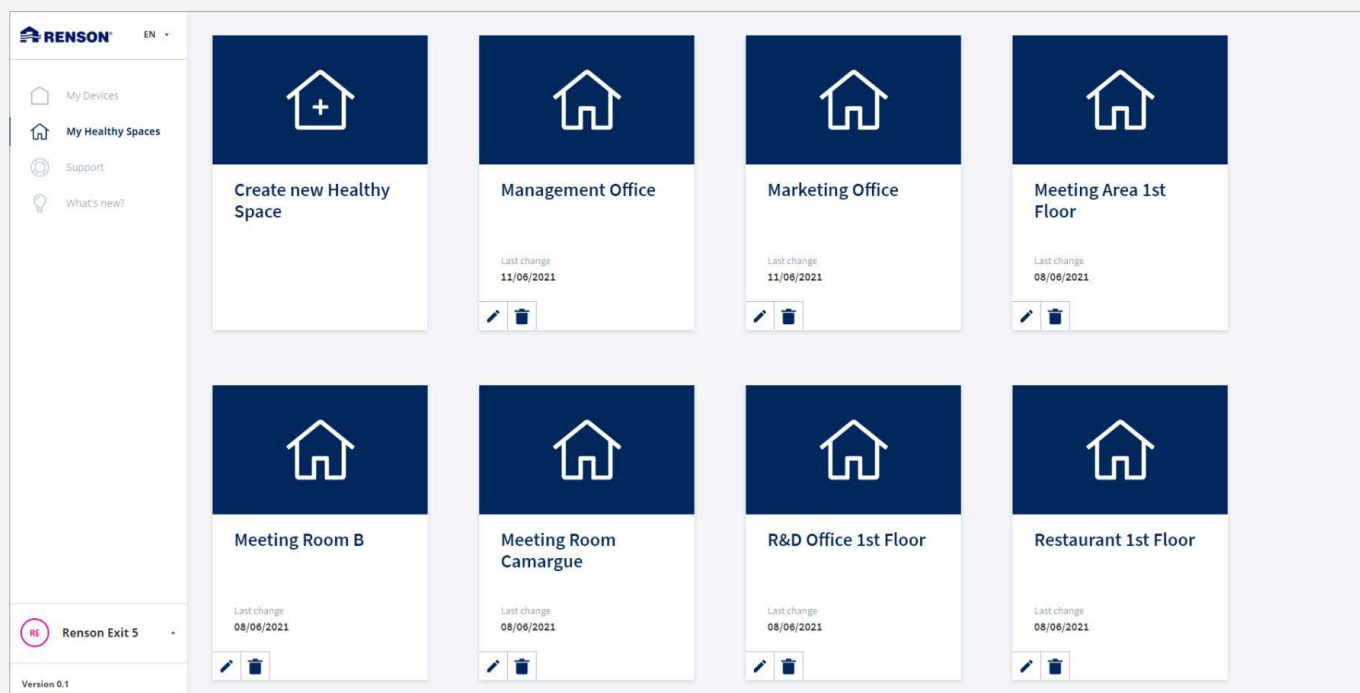 RENSON
EN
My Devices
My Healthy Spaces
Support
What's new?
Create new Healthy
Space
Management Office
Last change
11/06/2021
Marketing Office
Last change
11/06/2021
Meeting Area 1st
Floor
Last change
08/06/2021
Meeting Room B
Last change
08/06/2021
Meeting Room
Camargue
Last change
08/06/2021
R&D Office 1st Floor
Last change
08/06/2021
Restaurant 1st Floor
Last change
08/06/2021
RE
Renson Exit 5
Version 0.1